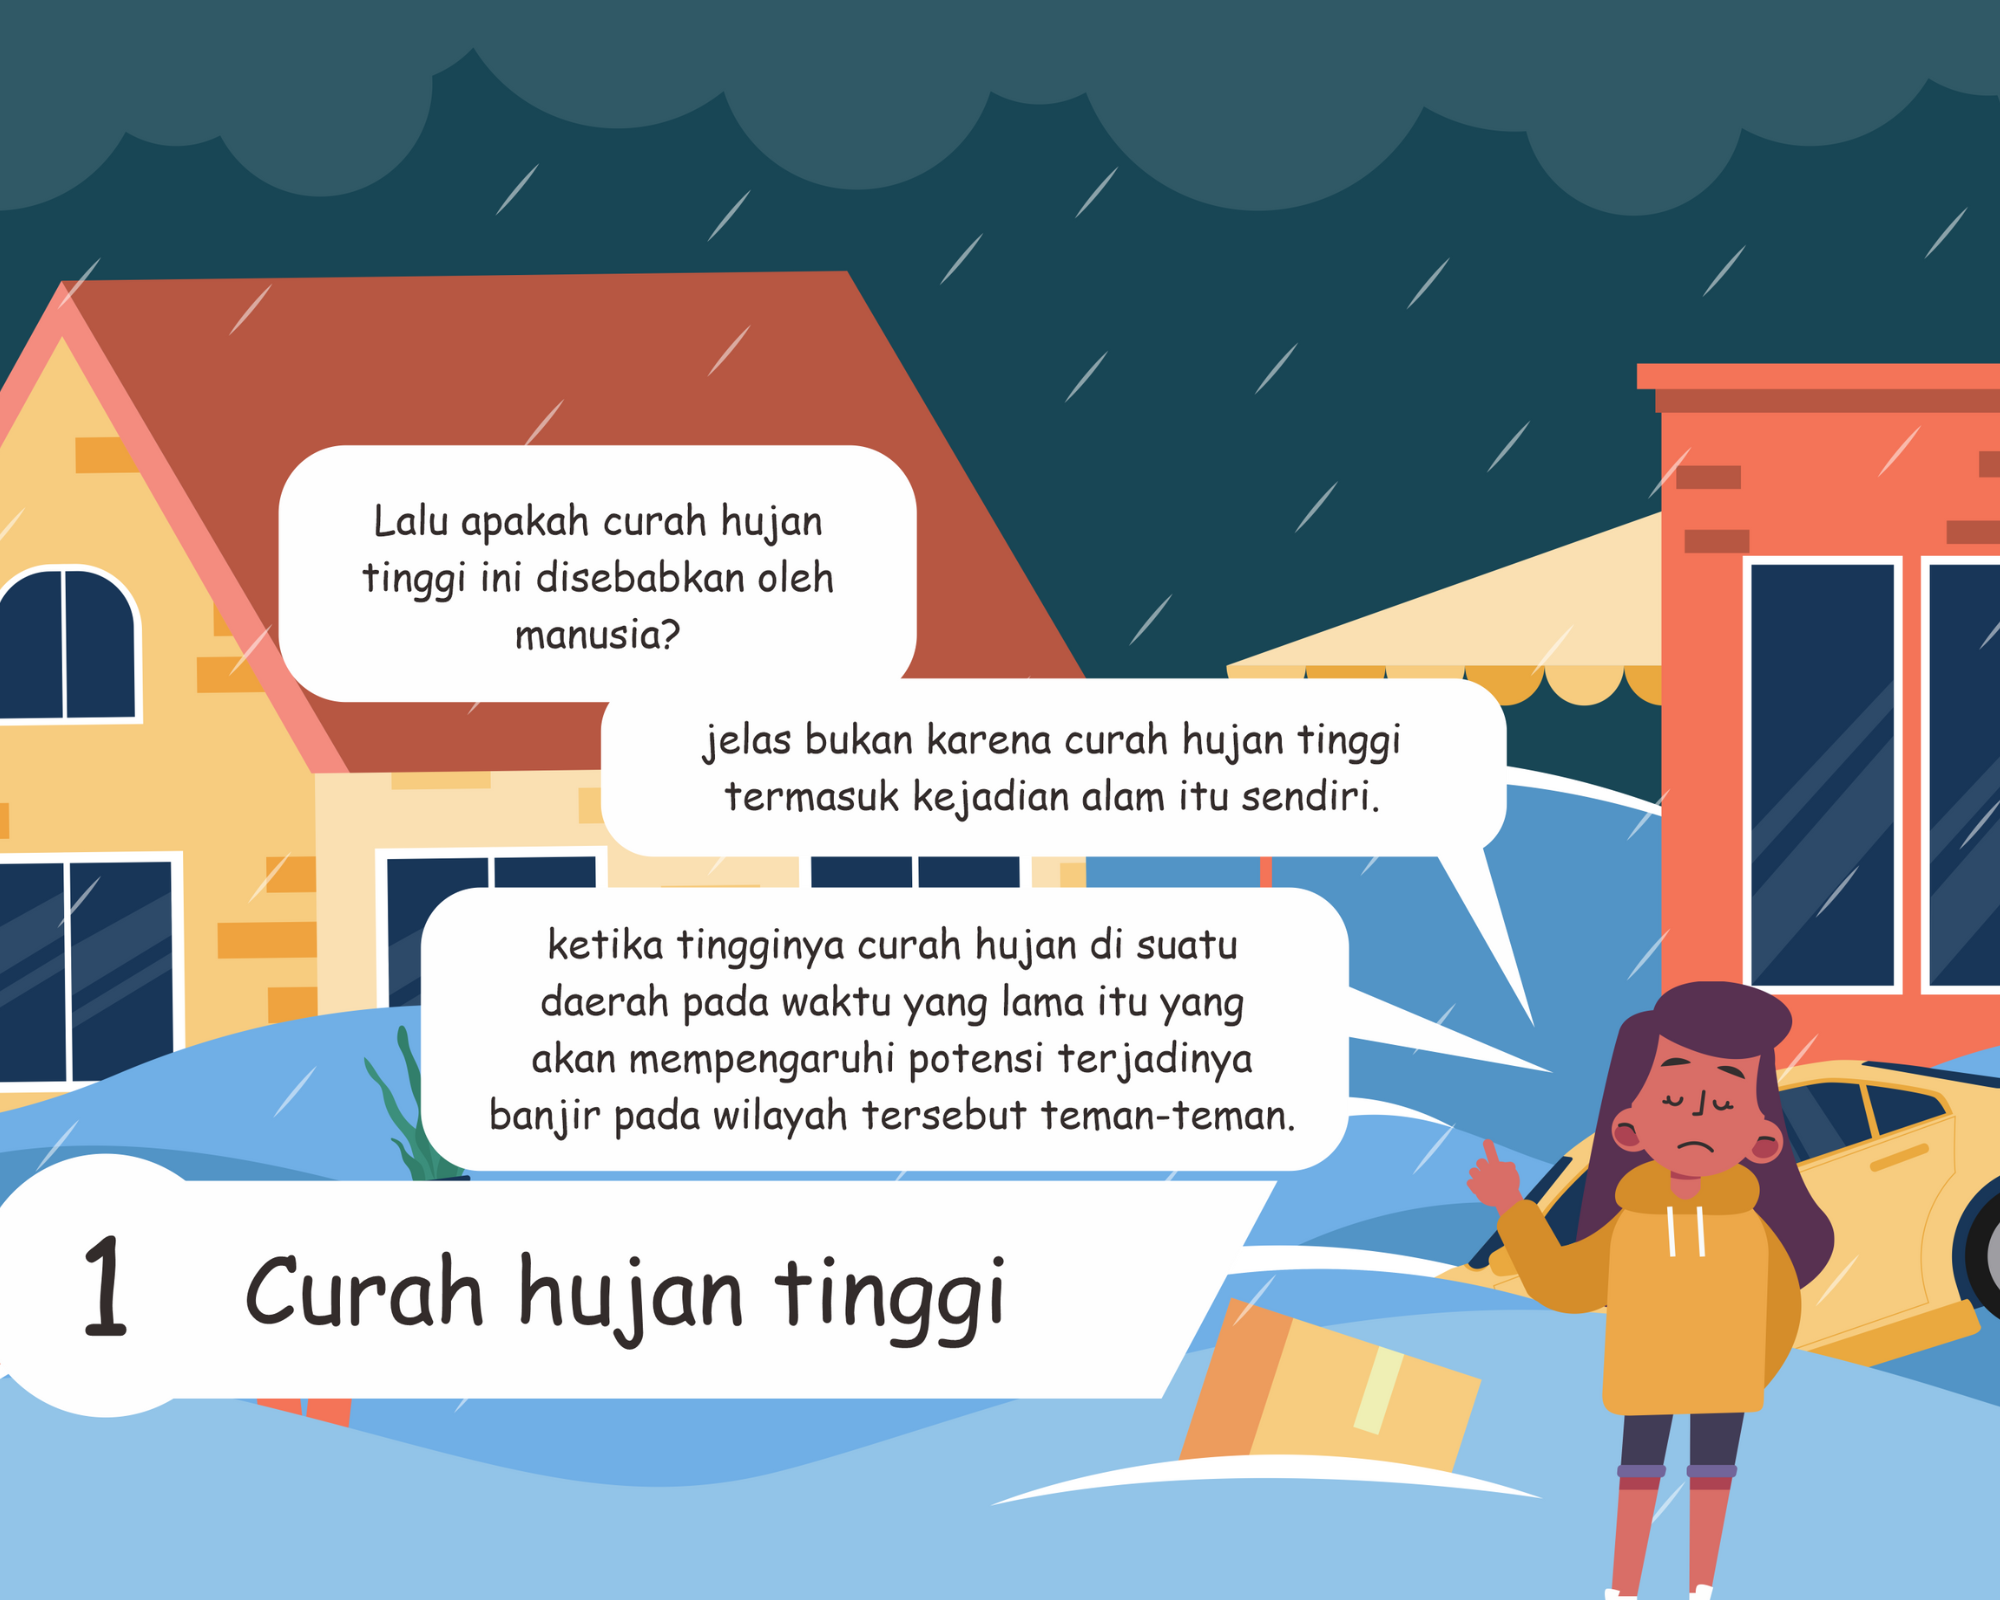 Lalu apakah curah hujan
tinggi ini disebabkan oleh
manusia?
jelas bukan karena curah hujan tinggi
termasuk kejadian alam itu sendiri.
ketika tingginya curah hujan di suatu
daerah pada waktu yang lama itu yang
akan mempengaruhi potensi terjadinya
banjir pada wilayah tersebut teman-teman.
1 Curah hujan tinggi